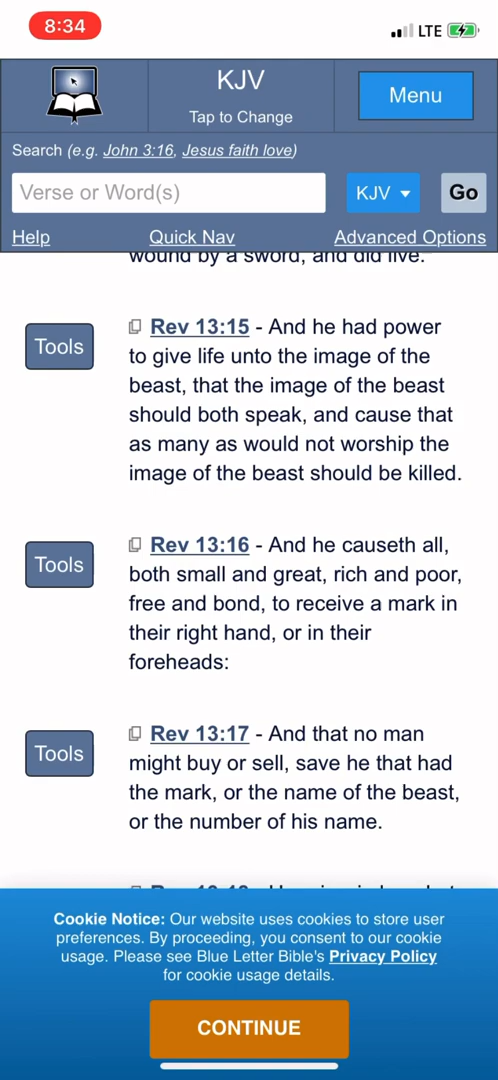 8:34
LTE
KJV
Tap to Change
Menu
Search (e.g. John 3:16, Jesus faith love)
Verse or Word(s)
KJV
Go
Help
Quick Nav
Advanced Options
wound by a sword, and did live."
Tools
Rev 13:15 - And he had power
to give life unto the image of the
beast, that the image of the beast
should both speak, and cause that
as many as would not worship the
image of the beast should be killed.
Tools
Rev 13:16 - And he causeth all,
both small and great, rich and poor,
free and bond, to receive a mark in
their right hand, or in their
foreheads:
Tools
Rev 13:17 - And that no man
might buy or sell, save he that had
the mark, or the name of the beast,
or the number of his name.
Cookie Notice: Our website uses cookies to store user
preferences. By proceeding, you consent to our cookie
usage. Please see Blue Letter Bible's Privacy Policy
for cookie usage details.
CONTINUE